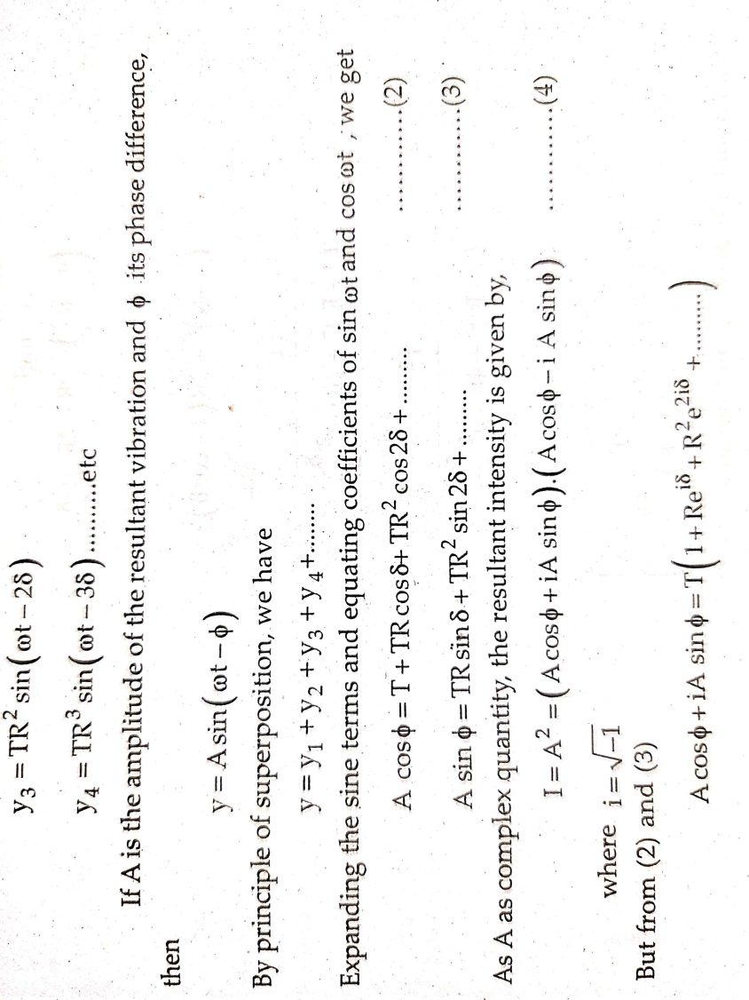 y₃ = TR² sin(ωt − 2δ)
y₄ = TR³ sin(ωt − 3δ)..........etc
If A is the amplitude of the resultant vibration and ϕ its phase difference,
then
y = A sin(ωt − ϕ)
By principle of superposition, we have
y = y₁ + y₂ + y₃ + y₄ +........
Expanding the sine terms and equating coefficients of sin ωt and cos ωt , we get
A cos ϕ = T + TR cos δ + TR² cos 2δ + ......... ............(2)
A sin ϕ = TR sin δ + TR² sin 2δ + ......... ............(3)
As A as complex quantity, the resultant intensity is given by,
I = A² = (A cos ϕ + iA sin ϕ).(A cos ϕ − i A sin ϕ) ............(4)
where i = √−1
But from (2) and (3)
A cos ϕ + iA sin ϕ = T(1 + Re^{iδ} + R²e^{2iδ} + .........)